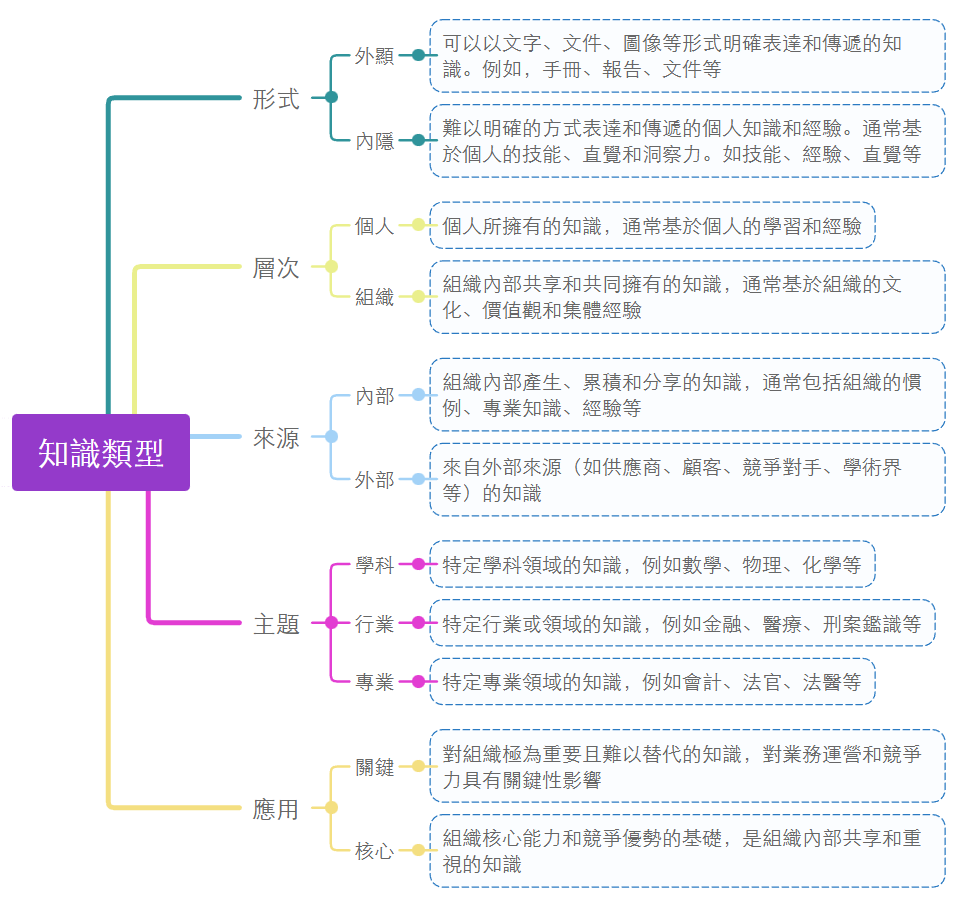 知識類型
形式
外顯
可以以文字、文件、圖像等形式明確表達和傳遞的知
識。例如，手冊、報告、文件等
內隱
難以明確的方式表達和傳遞的個人知識和經驗。通常基
於個人的技能、直覺和洞察力。如技能、經驗、直覺等
層次
個人
個人所擁有的知識，通常基於個人的學習和經驗
組織
組織內部共享和共同擁有的知識，通常基於組織的文
化、價值觀和集體經驗
來源
內部
組織內部產生、累積和分享的知識，通常包括組織的慣
例、專業知識、經驗等
外部
來自外部來源（如供應商、顧客、競爭對手、學術界
等）的知識
主題
學科
特定學科領域的知識，例如數學、物理、化學等
行業
特定行業或領域的知識，例如金融、醫療、刑案鑑識等
專業
特定專業領域的知識，例如會計、法官、法醫等
應用
關鍵
對組織極為重要且難以替代的知識，對業務運營和競爭
力具有關鍵性影響
核心
組織核心能力和競爭優勢的基礎，是組織內部共享和重
視的知識